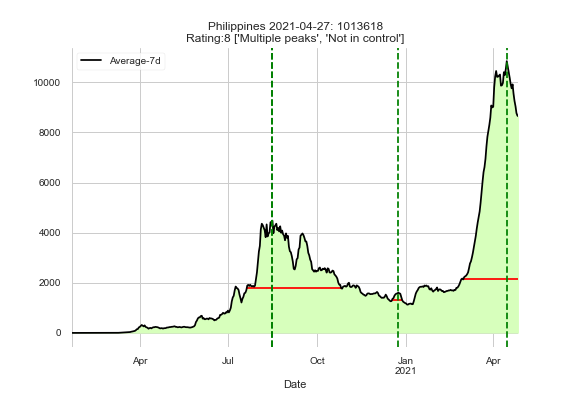 Philippines 2021-04-27: 1013618
Rating:8 ['Multiple peaks', 'Not in control']
Average-7d
10000
8000
6000
4000
2000
0
Apr
Jul
Oct
Jan
2021
Apr
Date